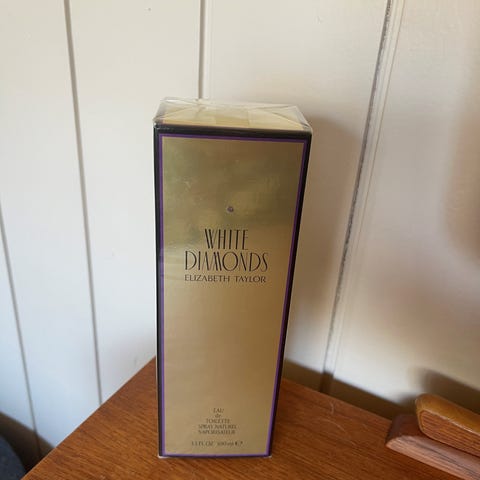 WHITE
DIAMONDS
ELIZABETH TAYLOR
EAU
de
TOILETTE
SPRAY NATUREL
VAPORISATEUR
3.3 FL OZ 100 ml e